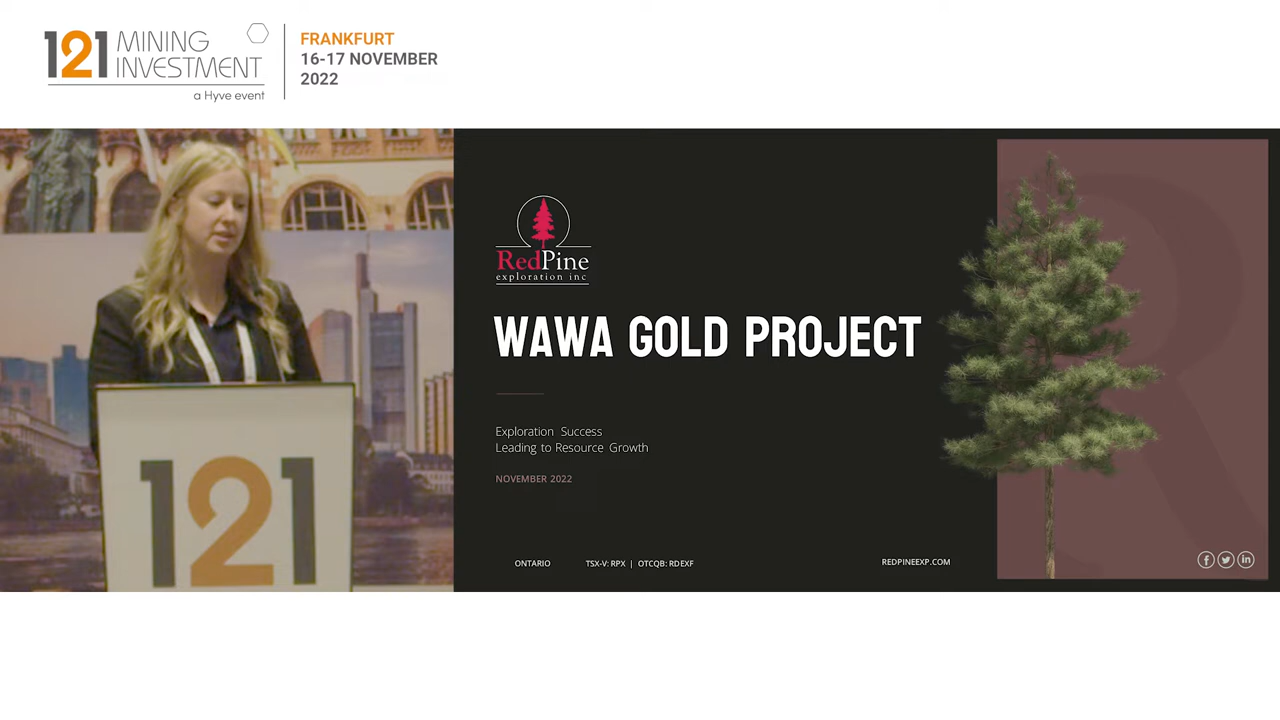 121 MINING
INVESTMENT
a Hyve event
FRANKFURT
16-17 NOVEMBER
2022
121
RedPine
exploration inc
WAWA GOLD PROJECT
Exploration Success
Leading to Resource Growth
NOVEMBER 2022
ONTARIO
TSX-V: RPX | OTCQB: RDEXF
REDPINEEXP.COM